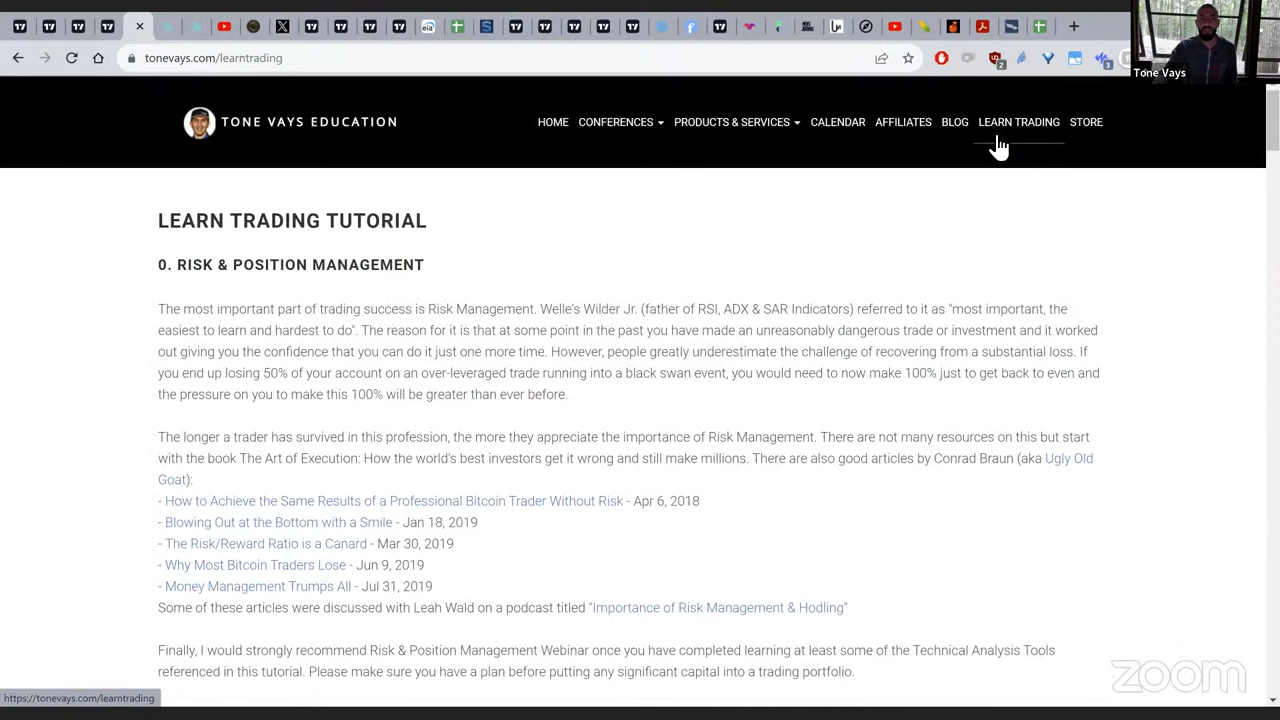 tonevays.com/learntrading
Tone Vays
TONE VAYS EDUCATION
HOME CONFERENCES PRODUCTS & SERVICES CALENDAR AFFILIATES BLOG LEARN TRADING STORE
LEARN TRADING TUTORIAL
0. RISK & POSITION MANAGEMENT
The most important part of trading success is Risk Management. Welle's Wilder Jr. (father of RSI, ADX & SAR Indicators) referred to it as "most important, the
easiest to learn and hardest to do". The reason for it is that at some point in the past you have made an unreasonably dangerous trade or investment and it worked
out giving you the confidence that you can do it just one more time. However, people greatly underestimate the challenge of recovering from a substantial loss. If
you end up losing 50% of your account on an over-leveraged trade running into a black swan event, you would need to now make 100% just to get back to even and
the pressure on you to make this 100% will be greater than ever before.
The longer a trader has survived in this profession, the more they appreciate the importance of Risk Management. There are not many resources on this but start
with the book The Art of Execution: How the world's best investors get it wrong and still make millions. There are also good articles by Conrad Braun (aka Ugly Old
Goat):
- How to Achieve the Same Results of a Professional Bitcoin Trader Without Risk - Apr 6, 2018
- Blowing Out at the Bottom with a Smile - Jan 18, 2019
- The Risk/Reward Ratio is a Canard - Mar 30, 2019
- Why Most Bitcoin Traders Lose - Jun 9, 2019
- Money Management Trumps All - Jul 31, 2019
Some of these articles were discussed with Leah Wald on a podcast titled "Importance of Risk Management & Hodling"
Finally, I would strongly recommend Risk & Position Management Webinar once you have completed learning at least some of the Technical Analysis Tools
referenced in this tutorial. Please make sure you have a plan before putting any significant capital into a trading portfolio.
zoom
https://tonevays.com/learntrading